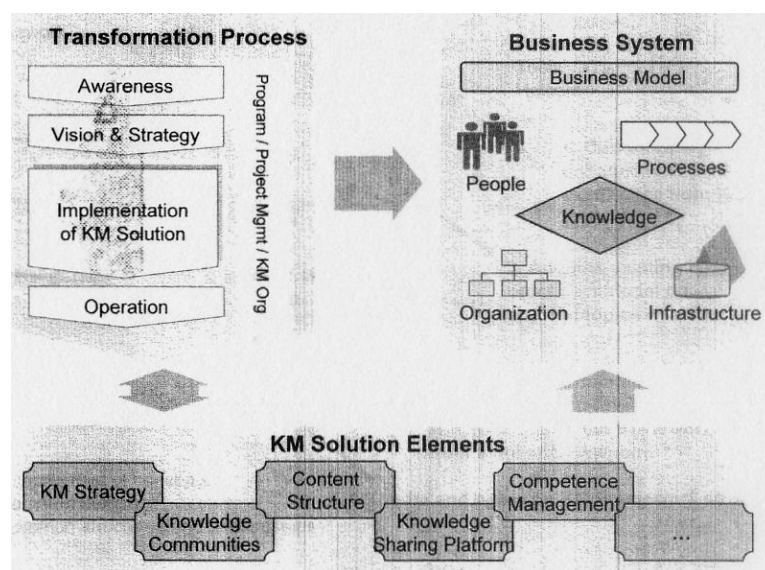 Transformation Process
Awareness
Vision & Strategy
Implementation
of KM Solution
Operation
Program / Project Mgmt / KM Org
Business System
Business Model
People
Processes
Knowledge
Organization
Infrastructure
KM Solution Elements
KM Strategy
Knowledge
Communities
Content
Structure
Knowledge
Sharing Platform
Competence
Management
...